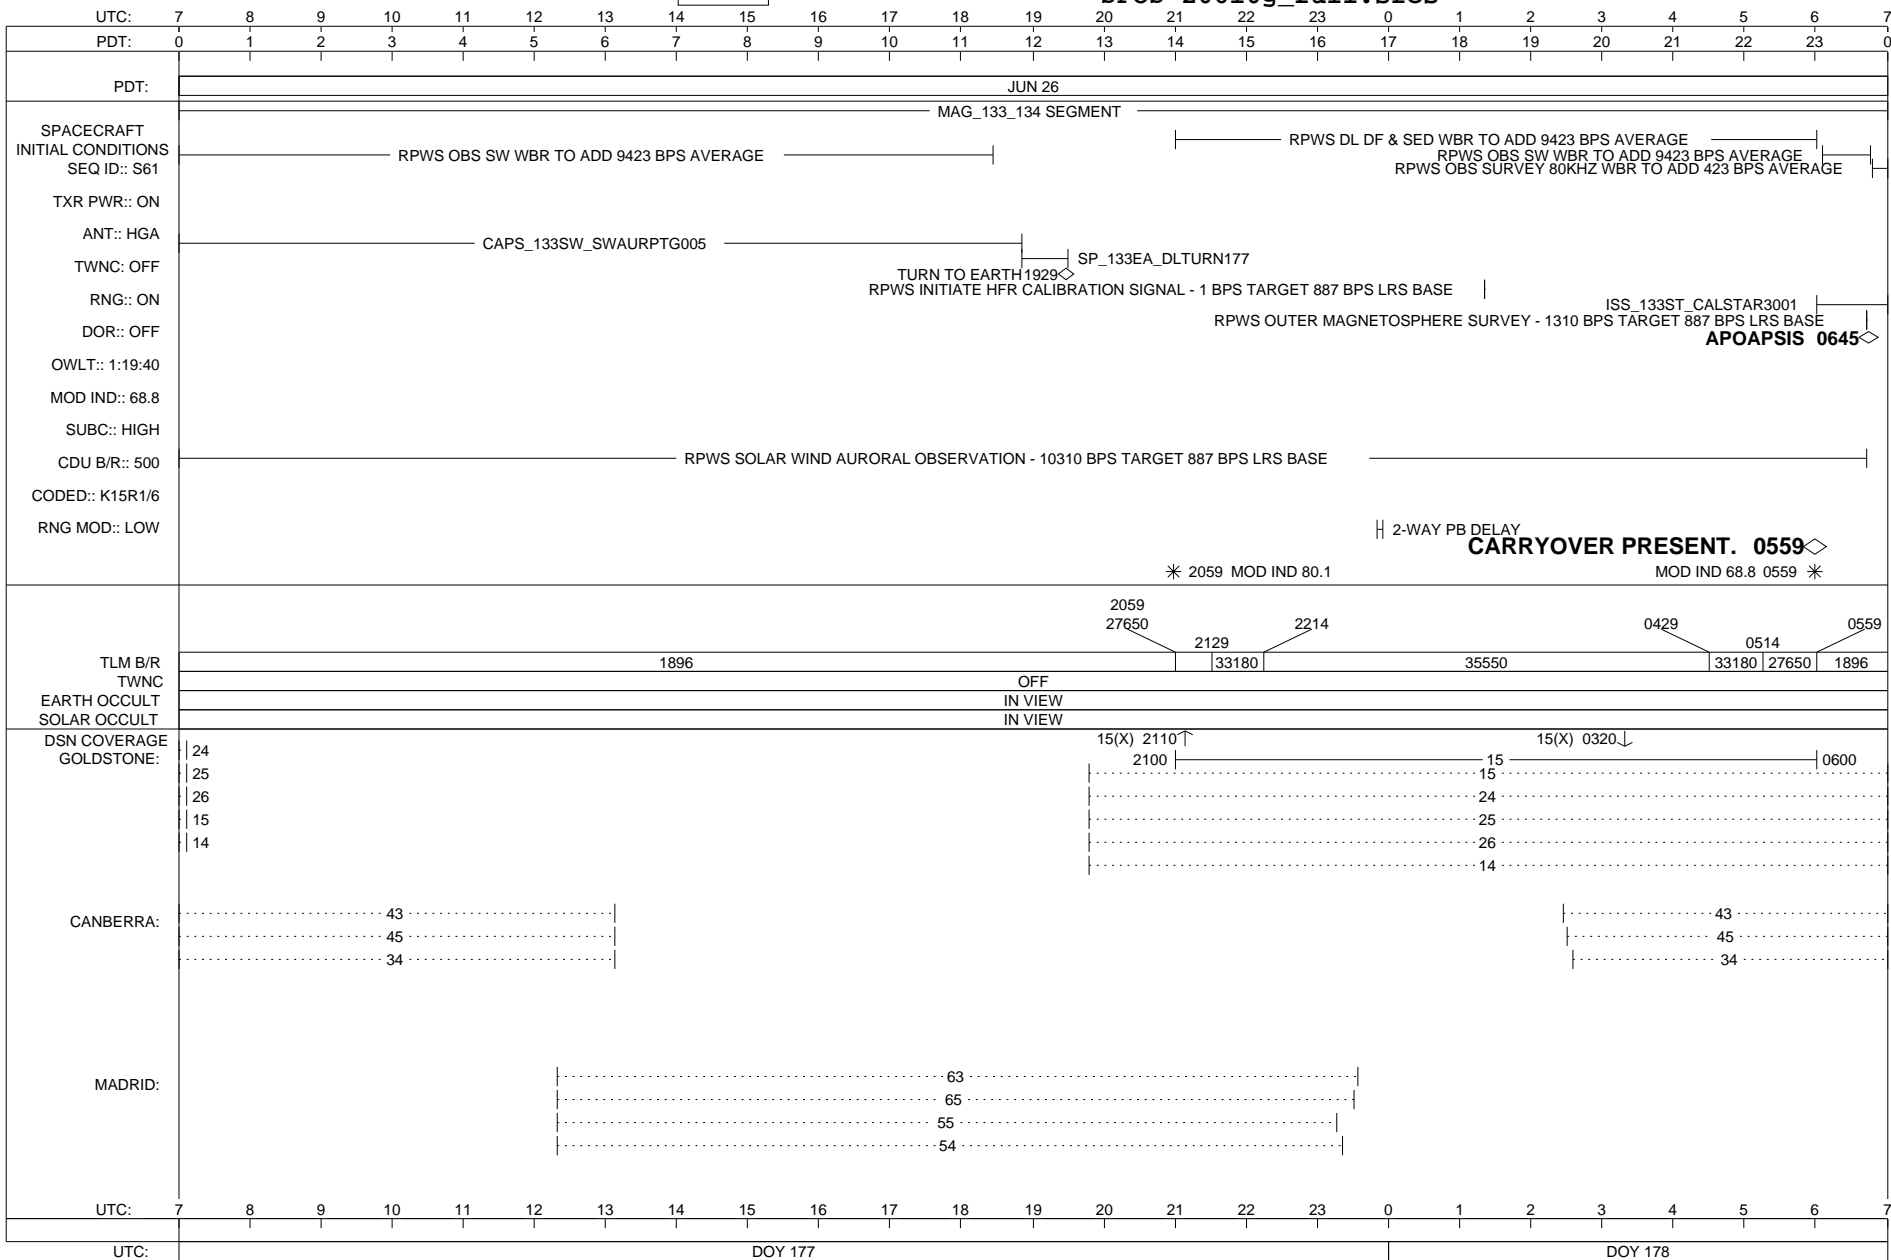 UTC: 7 8 9 10 11 12 13 14 15 16 17 18 19 20 21 22 23 0 1 2 3 4 5 6 7
PDT: 0 1 2 3 4 5 6 7 8 9 10 11 12 13 14 15 16 17 18 19 20 21 22 23 0
PDT: JUN 26
MAG_133_134 SEGMENT
SPACECRAFT
INITIAL CONDITIONS
SEQ ID:: S61
TXR PWR:: ON
ANT:: HGA
TWNC: OFF
RNG:: ON
DOR:: OFF
OWLT:: 1:19:40
MOD IND:: 68.8
SUBC:: HIGH
CDU B/R:: 500
CODED:: K15R1/6
RNG MOD:: LOW
RPWS DL DF & SED WBR TO ADD 9423 BPS AVERAGE
RPWS OBS SW WBR TO ADD 9423 BPS AVERAGE
RPWS OBS SW WBR TO ADD 9423 BPS AVERAGE
RPWS OBS SURVEY 80KHZ WBR TO ADD 423 BPS AVERAGE
CAPS_133SW_SWAURPTG005
SP_133EA_DLTURN177
TURN TO EARTH 1929
RPWS INITIATE HFR CALIBRATION SIGNAL - 1 BPS TARGET 887 BPS LRS BASE
ISS_133ST_CALSTAR3001
RPWS OUTER MAGNETOSPHERE SURVEY - 1310 BPS TARGET 887 BPS LRS BASE
APOAPSIS 0645
RPWS SOLAR WIND AURORAL OBSERVATION - 10310 BPS TARGET 887 BPS LRS BASE
2-WAY PB DELAY
CARRYOVER PRESENT. 0559
2059 MOD IND 80.1
MOD IND 68.8 0559
2059
27650 2214 0429 0559
2129 0514
TLM B/R 1896 33180 35550 33180 27650 1896
TWNC OFF
EARTH OCCULT IN VIEW
SOLAR OCCULT IN VIEW
DSN COVERAGE
15(X) 2110 15(X) 0320
GOLDSTONE:
24 2100 15 0600
25 15
26 24
15 25
14 26
14
CANBERRA:
43 43
45 45
34 34
MADRID:
63
65
55
54
UTC: 7 8 9 10 11 12 13 14 15 16 17 18 19 20 21 22 23 0 1 2 3 4 5 6 7
UTC: DOY 177 DOY 178